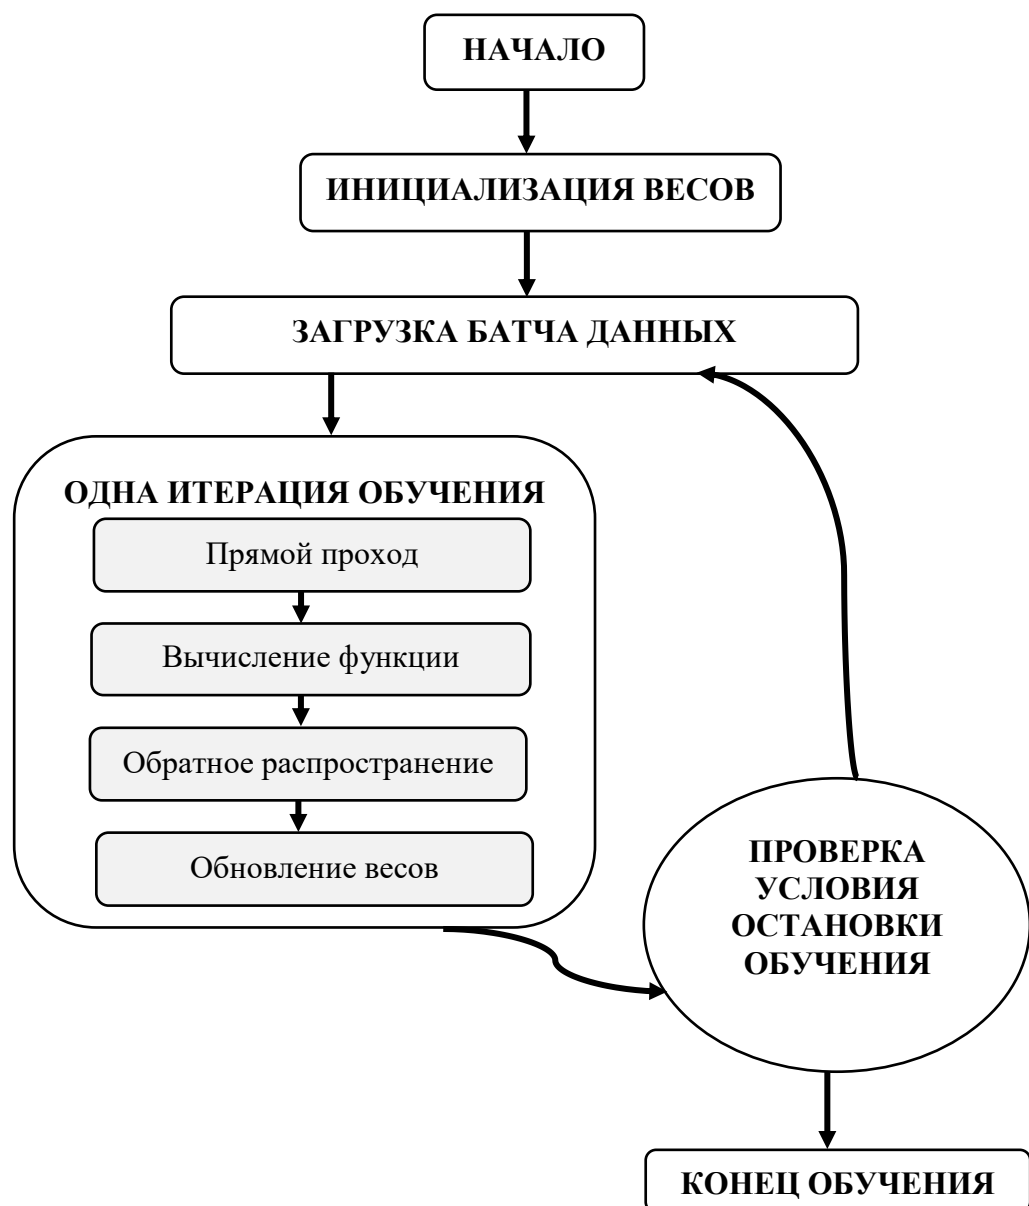 НАЧАЛО
ИНИЦИАЛИЗАЦИЯ ВЕСОВ
ЗАГРУЗКА БАТЧА ДАННЫХ
ОДНА ИТЕРАЦИЯ ОБУЧЕНИЯ
Прямой проход
Вычисление функции
Обратное распространение
Обновление весов
ПРОВЕРКА
УСЛОВИЯ
ОСТАНОВКИ
ОБУЧЕНИЯ
КОНЕЦ ОБУЧЕНИЯ